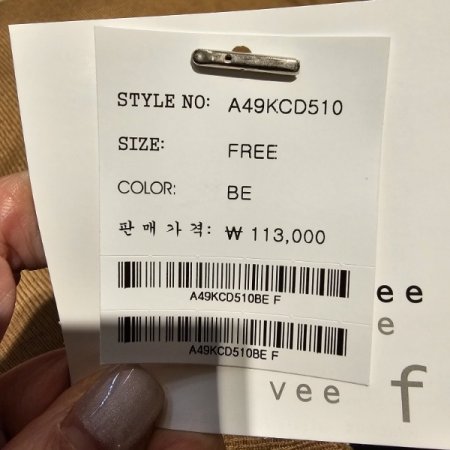 STYLE NO: A49KCD510
SIZE: FREE
COLOR: BE
판매가격: ₩ 113,000
A49KCD510BE F
A49KCD510BE F
ee
e
vee f